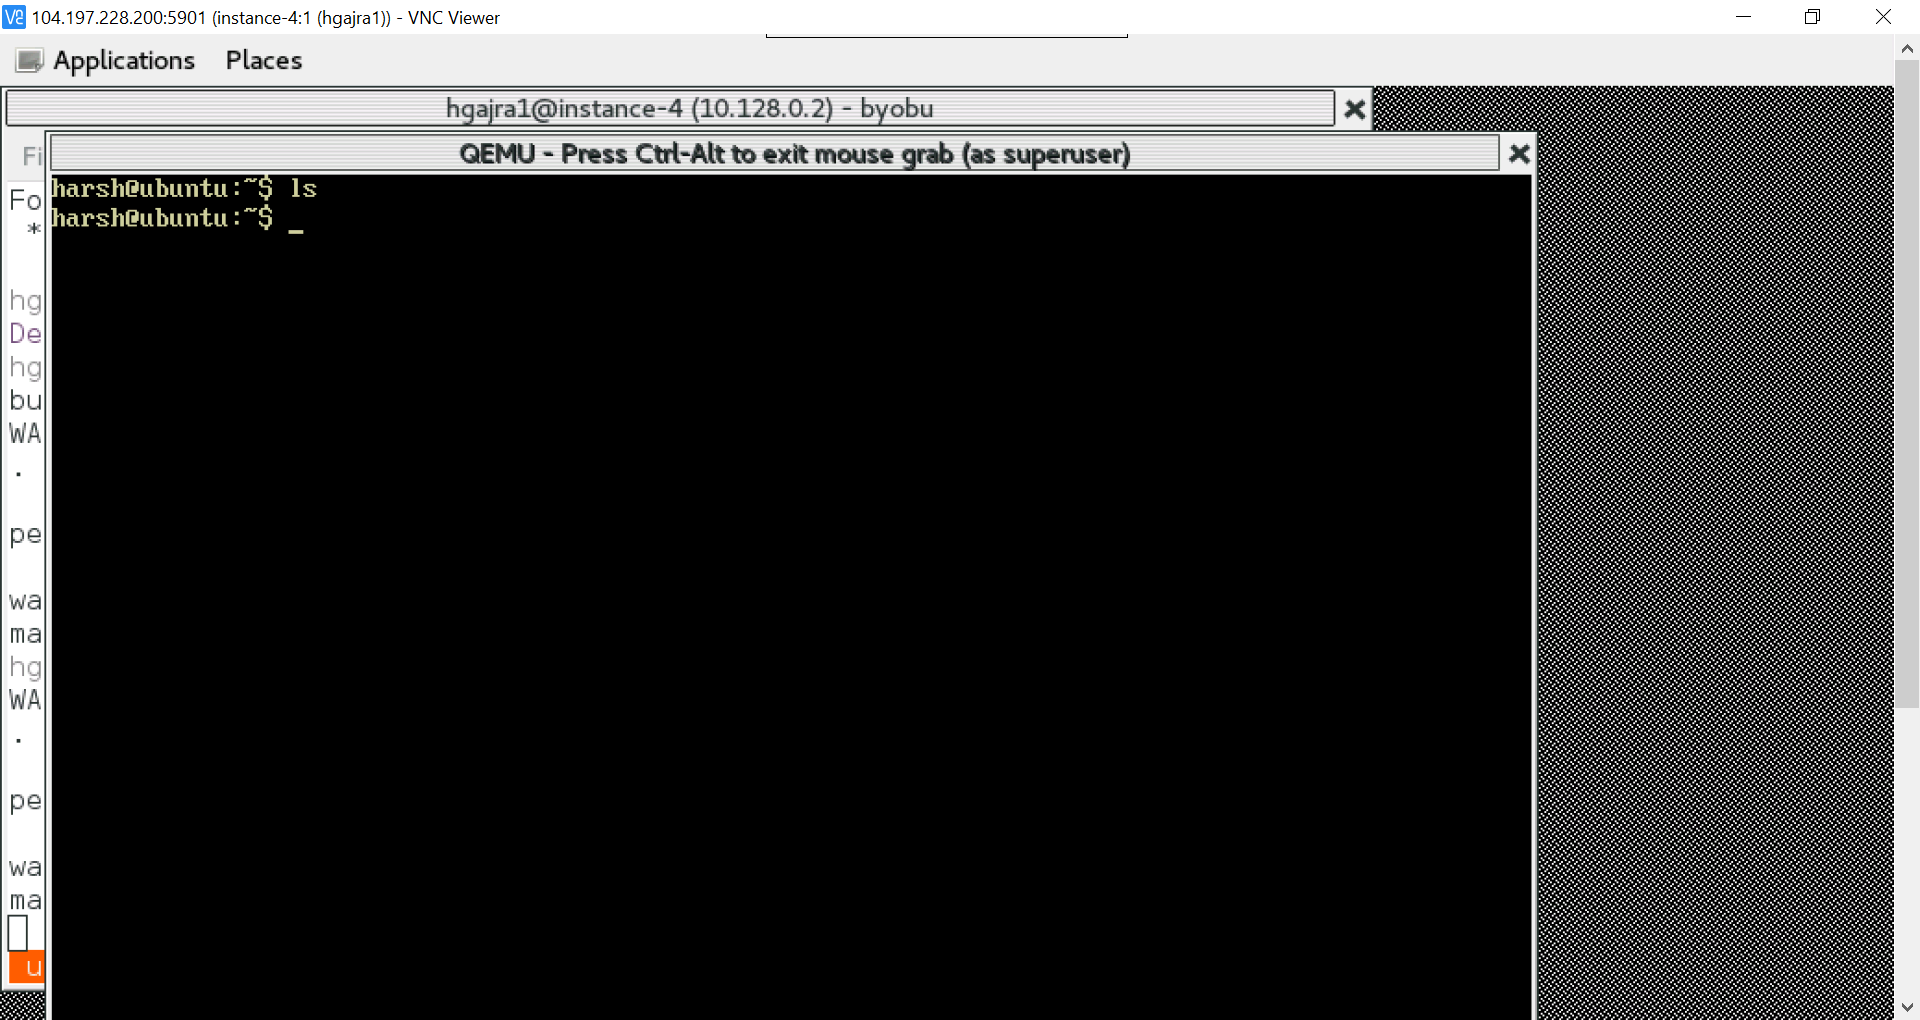 104.197.228.200:5901 (instance-4:1 (hgajra1)) - VNC Viewer
Applications Places
hgajra1@instance-4 (10.128.0.2) - byobu
Fi
QEMU - Press Ctrl-Alt to exit mouse grab (as superuser)
Fo
harsh@ubuntu:~$ ls
*
harsh@ubuntu:~$ _
hg
De
hg
bu
WA
.
pe
wa
ma
hg
WA
.
pe
wa
ma
u